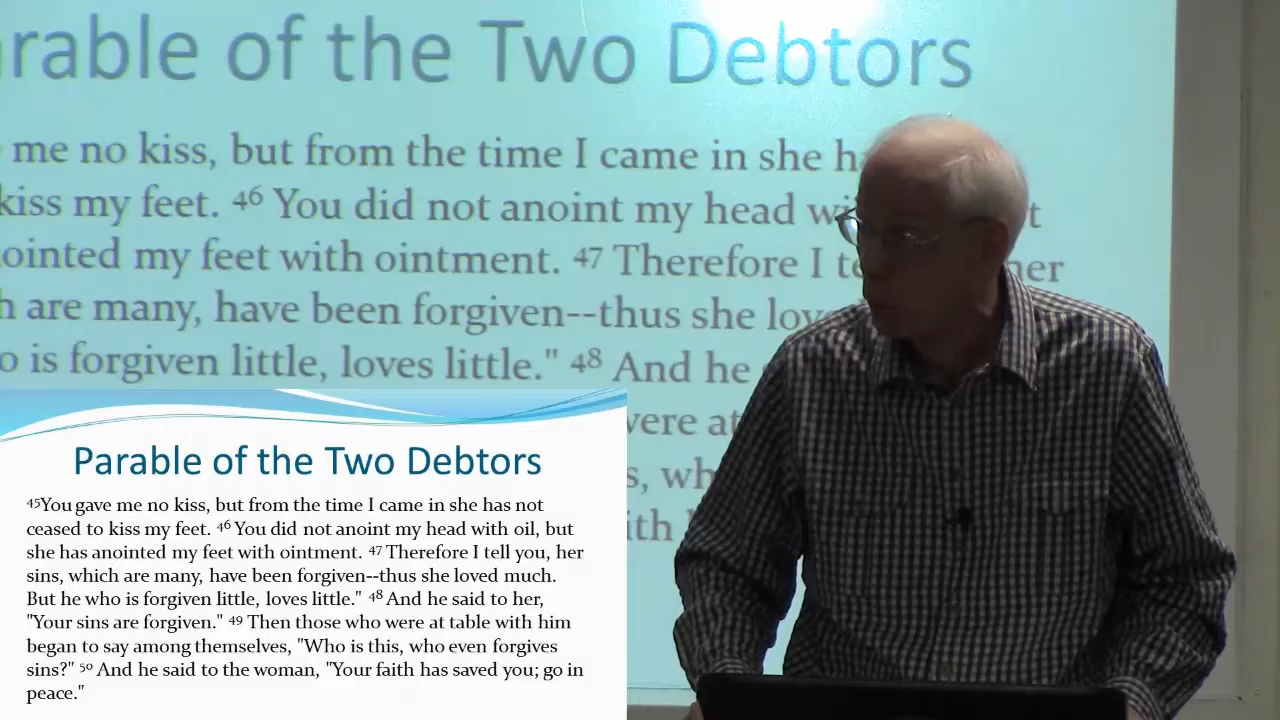 rable of the Two Debtors
me no kiss, but from the time I came in she
kiss my feet. 46 You did not anoint my head
ointed my feet with ointment. 47 Therefore I
are many, have been forgiven--thus she
is forgiven little, loves little." 48 And he
Parable of the Two Debtors
45You gave me no kiss, but from the time I came in she has not
ceased to kiss my feet. 46 You did not anoint my head with oil, but
she has anointed my feet with ointment. 47 Therefore I tell you, her
sins, which are many, have been forgiven--thus she loved much.
But he who is forgiven little, loves little." 48 And he said to her,
"Your sins are forgiven." 49 Then those who were at table with him
began to say among themselves, "Who is this, who even forgives
sins?" 50 And he said to the woman, "Your faith has saved you; go in
peace."